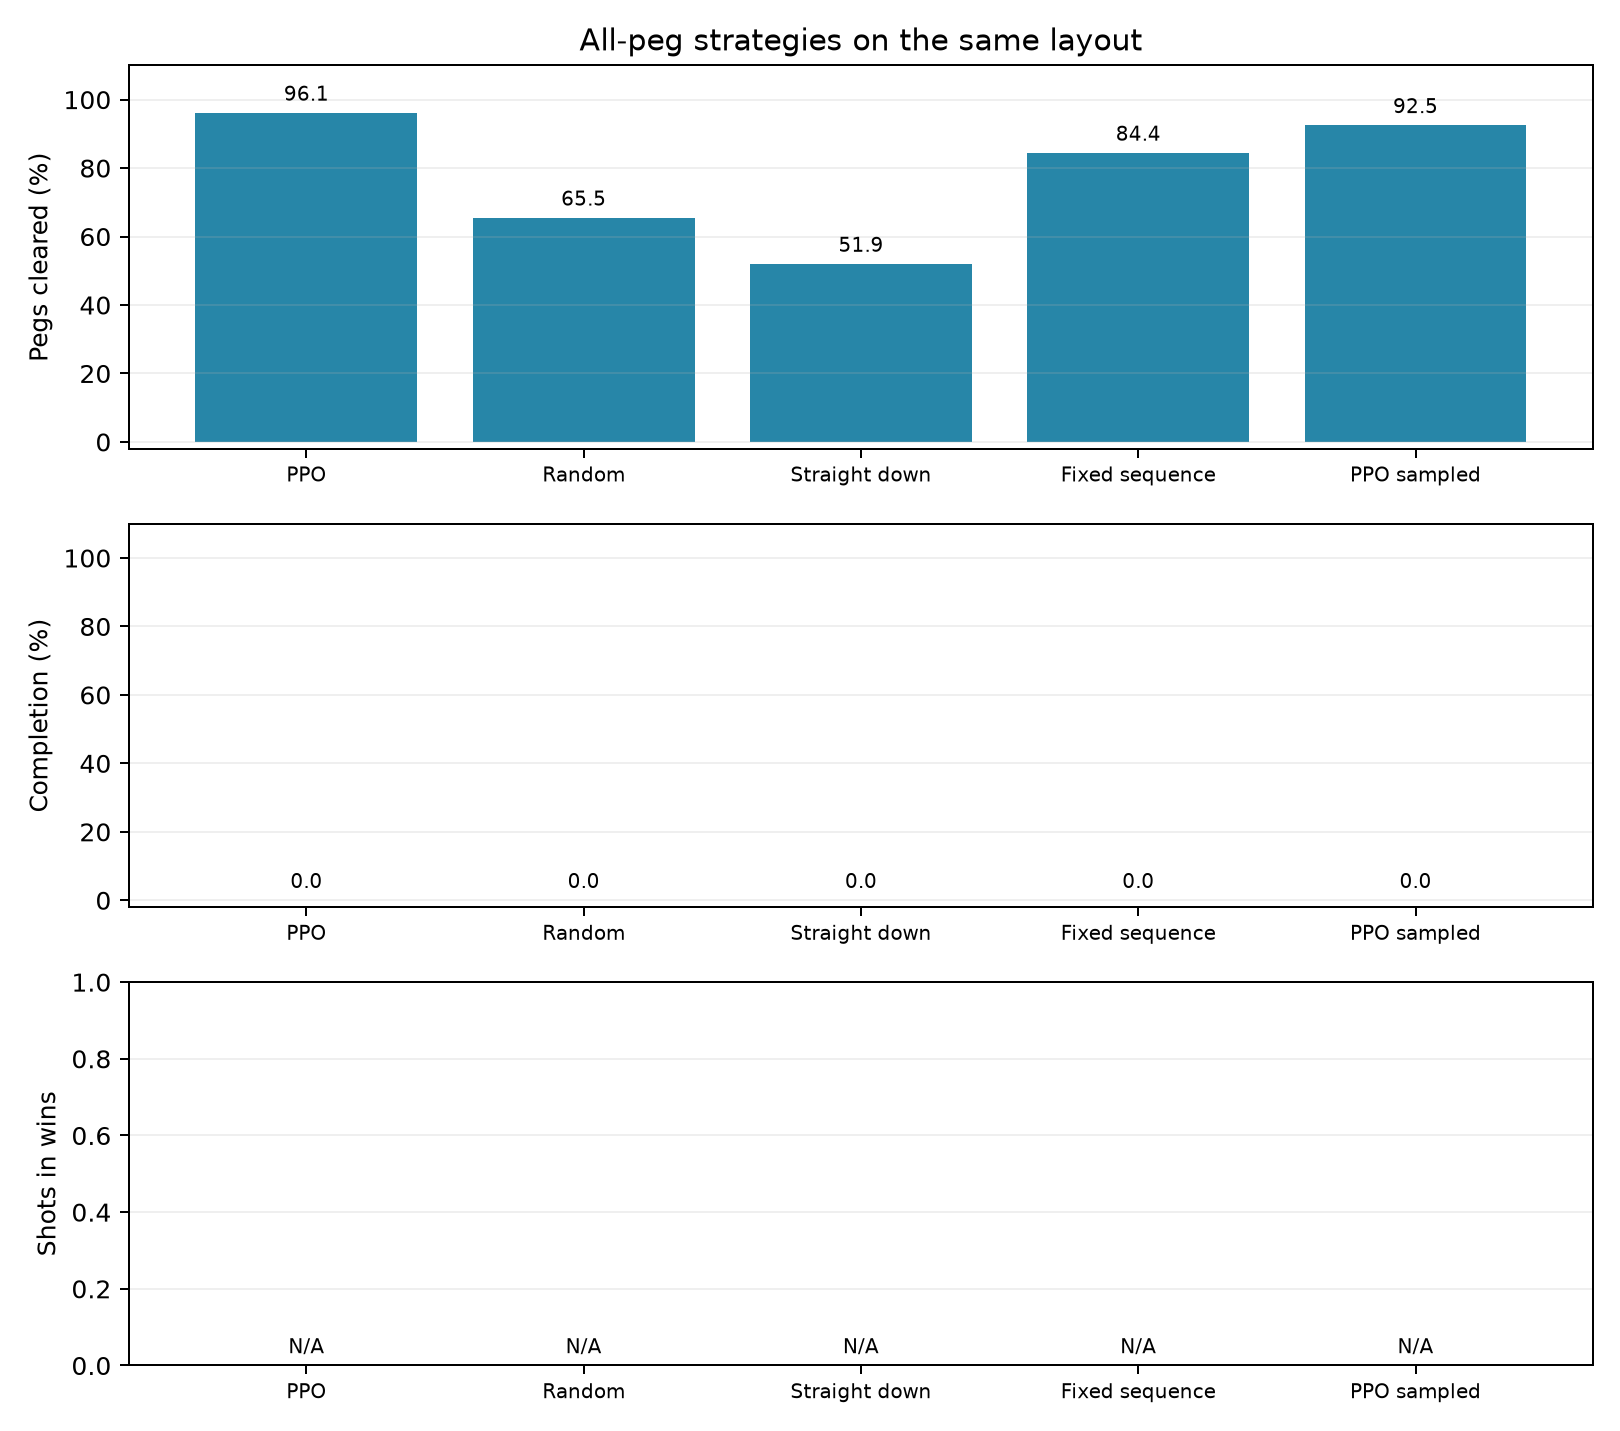 All-peg strategies on the same layout
Pegs cleared (%)
100
80
60
40
20
0
96.1
65.5
51.9
84.4
92.5
PPO
Random
Straight down
Fixed sequence
PPO sampled
Completion (%)
100
80
60
40
20
0
0.0
0.0
0.0
0.0
0.0
PPO
Random
Straight down
Fixed sequence
PPO sampled
Shots in wins
1.0
0.8
0.6
0.4
0.2
0.0
N/A
N/A
N/A
N/A
N/A
PPO
Random
Straight down
Fixed sequence
PPO sampled